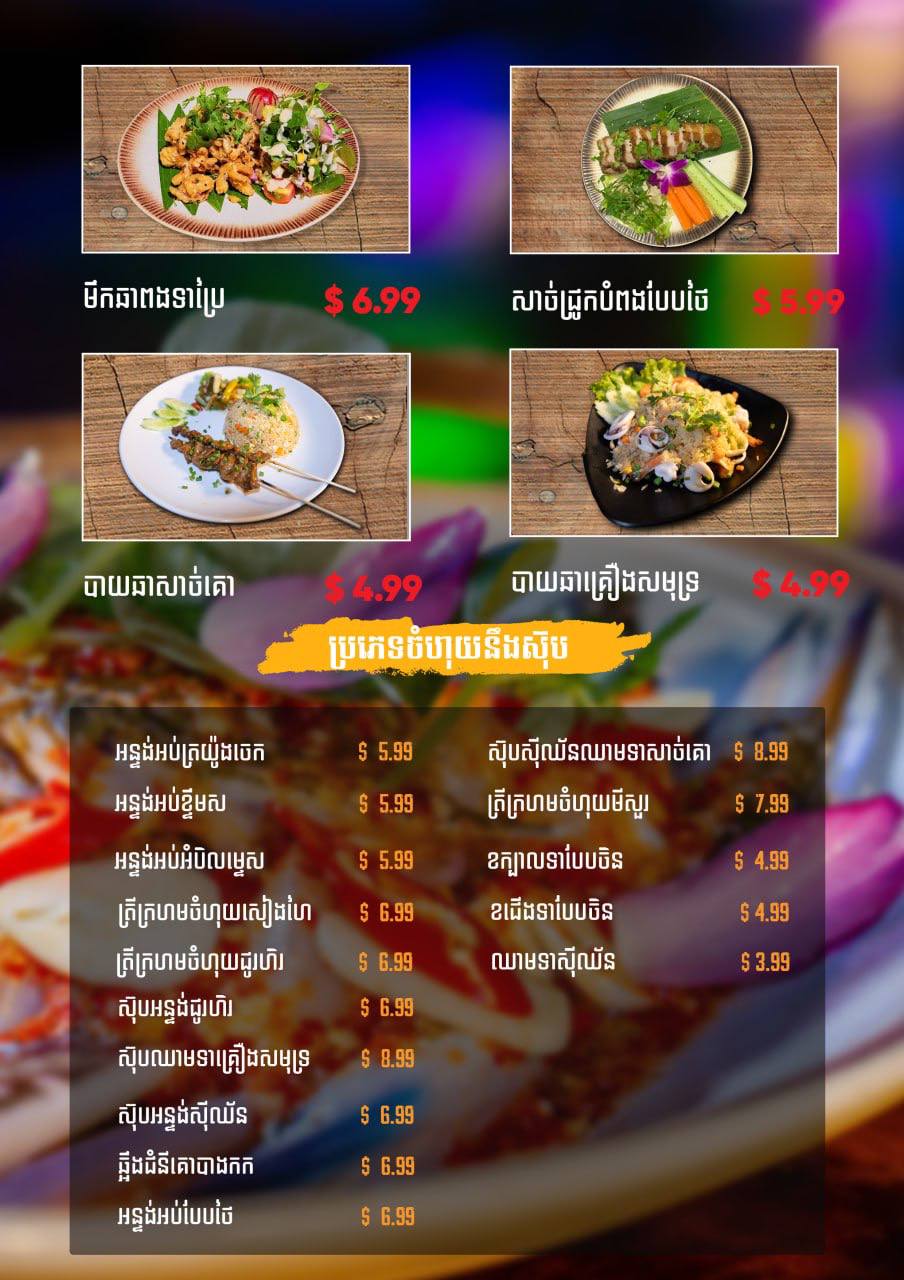 មឹកឆាពងទាប្រៃ $ 6.99
សាច់ជ្រូកបំពងបែបថៃ $ 5.99
បាយឆាសាច់គោ $ 4.99
បាយឆាគ្រឿងសមុទ្រ $ 4.99
ប្រភេទចំហុយនឹងស៊ុប
អន្ទង់អប់ត្រយ៉ូងចេក $ 5.99
អន្ទង់អប់ខ្ទឹមស $ 5.99
អន្ទង់អប់អំបិលម្ទេស $ 5.99
ត្រីក្រហមចំហុយសៀងហៃ $ 6.99
ត្រីក្រហមចំហុយជូរហិរ $ 6.99
ស៊ុបអន្ទង់ជូរហិរ $ 6.99
ស៊ុបឈាមទាគ្រឿងសមុទ្រ $ 8.99
ស៊ុបអន្ទង់ស៊ីឈ័ន $ 6.99
ឆ្អឹងជំនីគោបាងកក $ 6.99
អន្ទង់អប់បែបថៃ $ 6.99
ស៊ុបស៊ីឈ័នឈាមទាសាច់គោ $ 8.99
ត្រីក្រហមចំហុយមីសួរ $ 7.99
ខក្បាលទាបែបចិន $ 4.99
ខជើងទាបែបចិន $ 4.99
ឈាមទាស៊ីឈ័ន $ 3.99